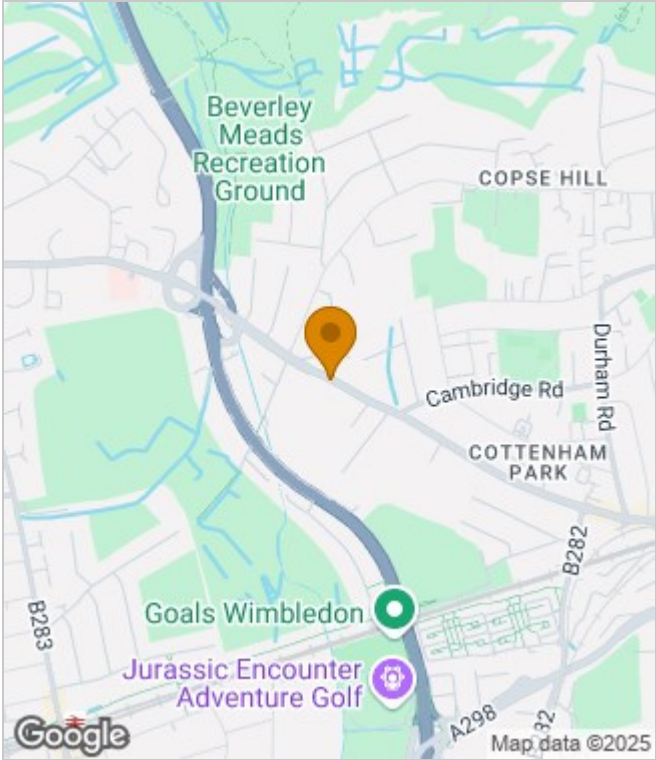 Beverley
Meads
Recreation
Ground
COPSE HILL
Durham Rd
Cambridge Rd
COTTENHAM
PARK
B282
B283
Goals Wimbledon
Jurassic Encounter
Adventure Golf
A298
Google
Map data ©2025